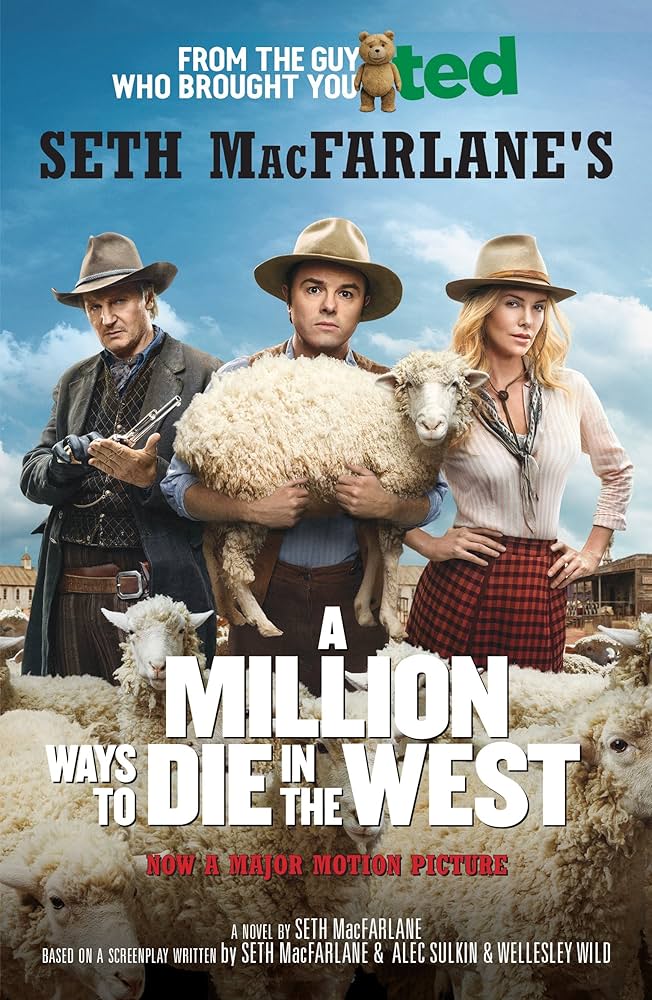 FROM THE GUY
WHO BROUGHT YOU ted
SETH MacFARLANE'S
A
MILLION
WAYS TO DIE IN THE WEST
NOW A MAJOR MOTION PICTURE
A NOVEL BY SETH MacFARLANE
BASED ON A SCREENPLAY WRITTEN by SETH MacFARLANE & ALEC SULKIN & WELLESLEY WILD